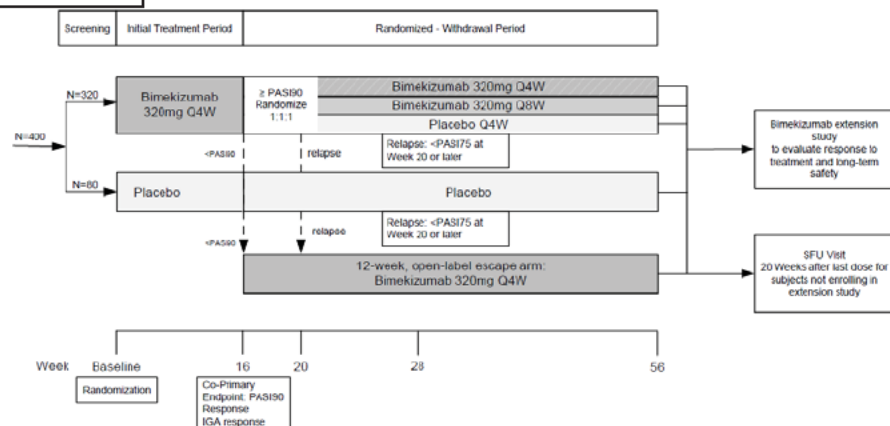 Screening
Initial Treatment Period
Randomized - Withdrawal Period
N=400
N=320
N=80
Bimekizumab
320mg Q4W
≥ PASI90
Randomize
1:1:1
Bimekizumab 320mg Q4W
Bimekizumab 320mg Q8W
Placebo Q4W
<PASI90
relapse
Relapse: <PASI75 at
Week 20 or later
Placebo
Placebo
<PASI90
relapse
Relapse: <PASI75 at
Week 20 or later
12-week, open-label escape arm:
Bimekizumab 320mg Q4W
Bimekizumab extension
study
to evaluate response to
treatment and long-term
safety
SFU Visit
20 Weeks after last dose for
subjects not enrolling in
extension study
Week
Baseline
16
20
28
56
Randomization
Co-Primary
Endpoint: PASI90
Response
IGA response